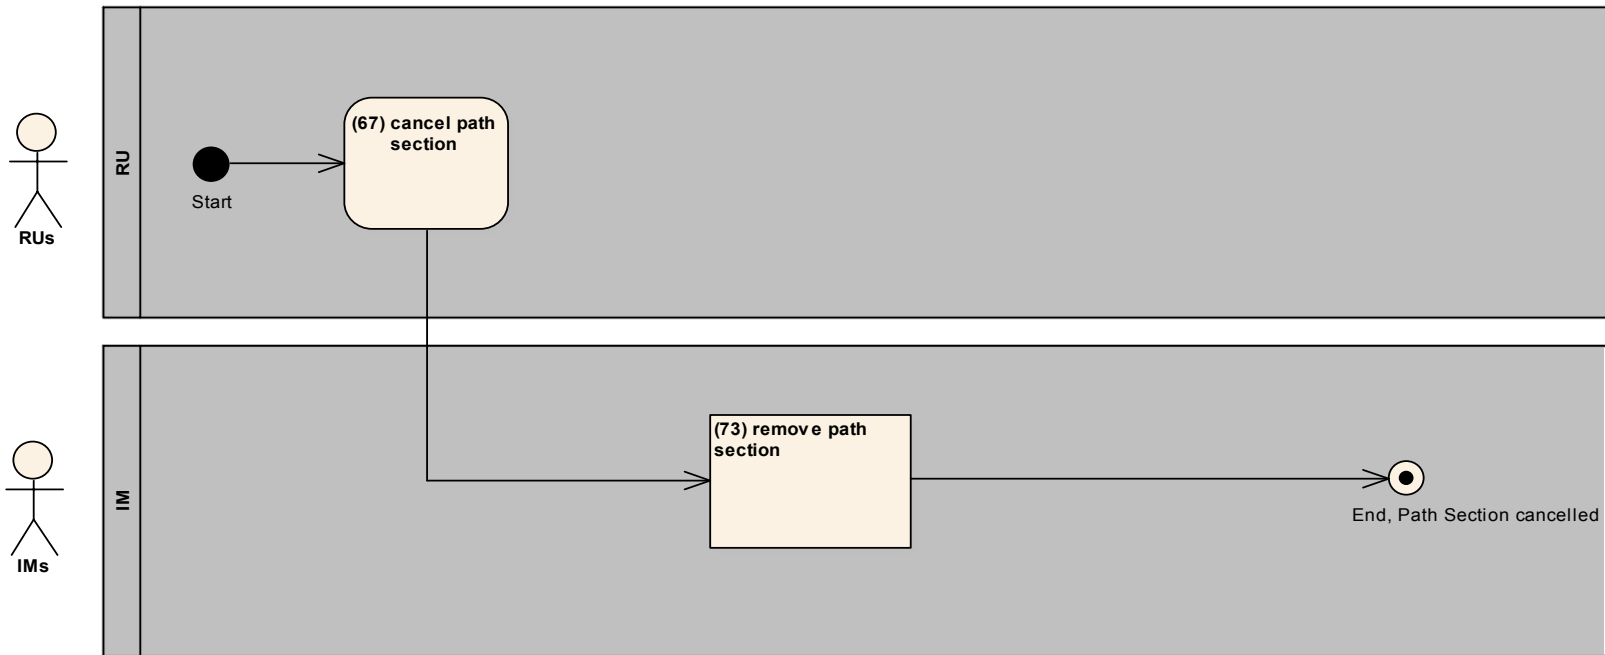 RUs
RU
Start
(67) cancel path
section
IMs
IM
(73) remove path
section
End, Path Section cancelled